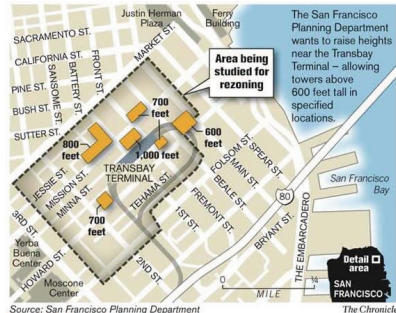 Justin Herman
Plaza
Ferry
Building
The San Francisco
Planning Department
wants to raise heights
near the Transbay
Terminal – allowing
towers above
600 feet tall in
specified
locations.
SACRAMENTO ST.
CALIFORNIA ST.
PINE ST.
BUSH ST.
SUTTER ST.
SANSOME ST.
BATTERY ST.
FRONT ST.
MARKET ST.
Area being
studied for
rezoning
700
feet
800
feet
1,000 feet
600
feet
TRANSBAY
TERMINAL
700
feet
JESSIE ST.
MISSION ST.
MINNA ST.
TEHAMA ST.
FOLSOM ST.
SPEAR ST.
MAIN ST.
BEALE ST.
FREMONT ST.
1ST ST.
2ND ST.
3RD ST.
HOWARD ST.
BRYANT ST.
THE EMBARCADERO
80
San Francisco
Bay
Yerba
Buena
Center
Moscone
Center
0
¼
MILE
Detail
area
SAN
FRANCISCO
Source: San Francisco Planning Department
The Chronicle